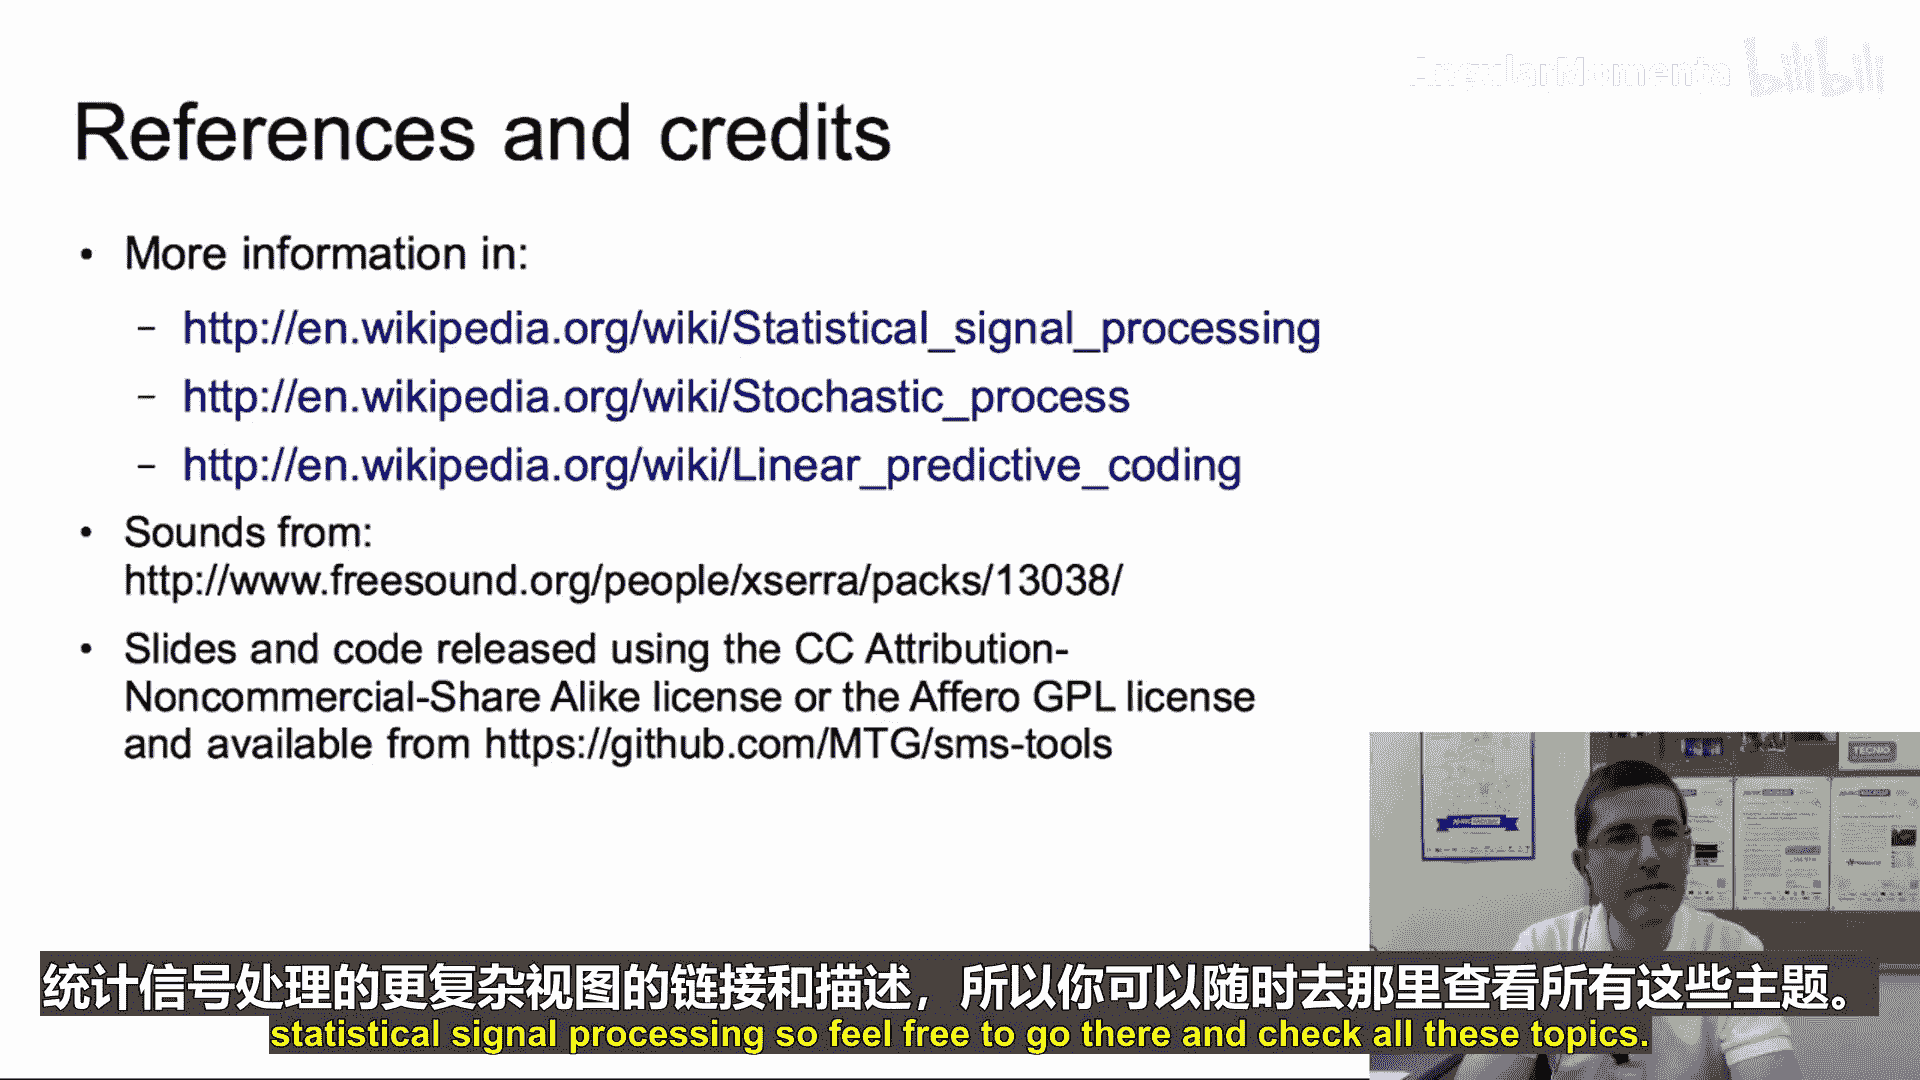 AngularMomenta bilibili
References and credits
• More information in:
– http://en.wikipedia.org/wiki/Statistical_signal_processing
– http://en.wikipedia.org/wiki/Stochastic_process
– http://en.wikipedia.org/wiki/Linear_predictive_coding
• Sounds from:
http://www.freesound.org/people/xserra/packs/13038/
• Slides and code released using the CC Attribution-
Noncommercial-Share Alike license or the Affero GPL license
and available from https://github.com/MTG/sms-tools
TECNIO
统计信号处理的更复杂视图的链接和描述，所以你可以随时去那里查看所有这些主题。
statistical signal processing so feel free to go there and check all these topics.